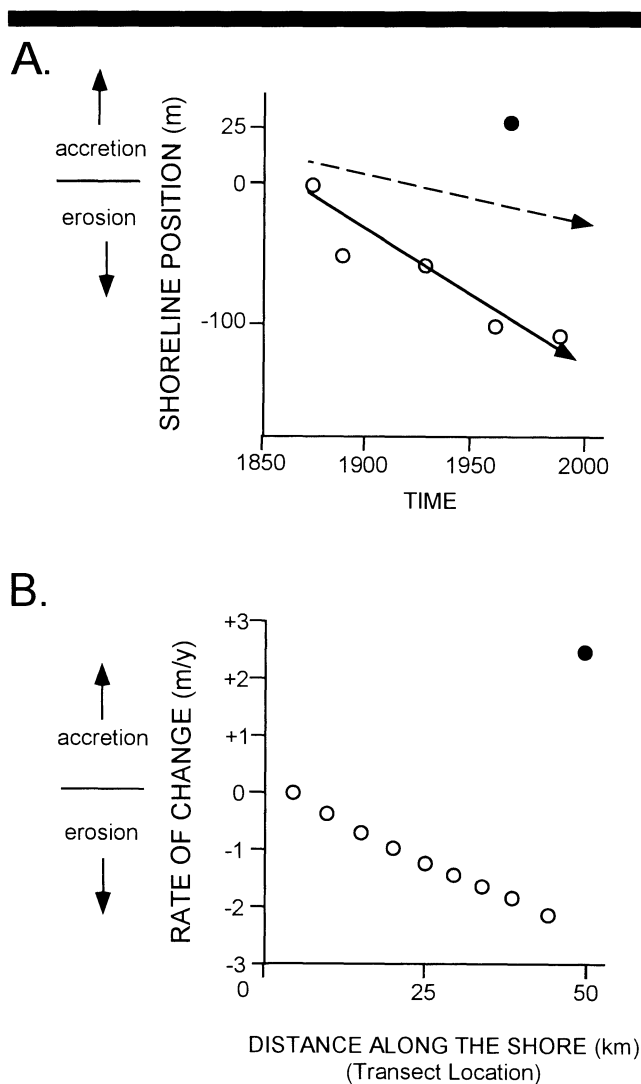 A.
accretion
erosion
SHORELINE POSITION (m)
25
0
-100
1850
1900
1950
2000
TIME
B.
accretion
erosion
RATE OF CHANGE (m/y)
+3
+2
+1
0
-1
-2
-3
0
25
50
DISTANCE ALONG THE SHORE (km)
(Transect Location)